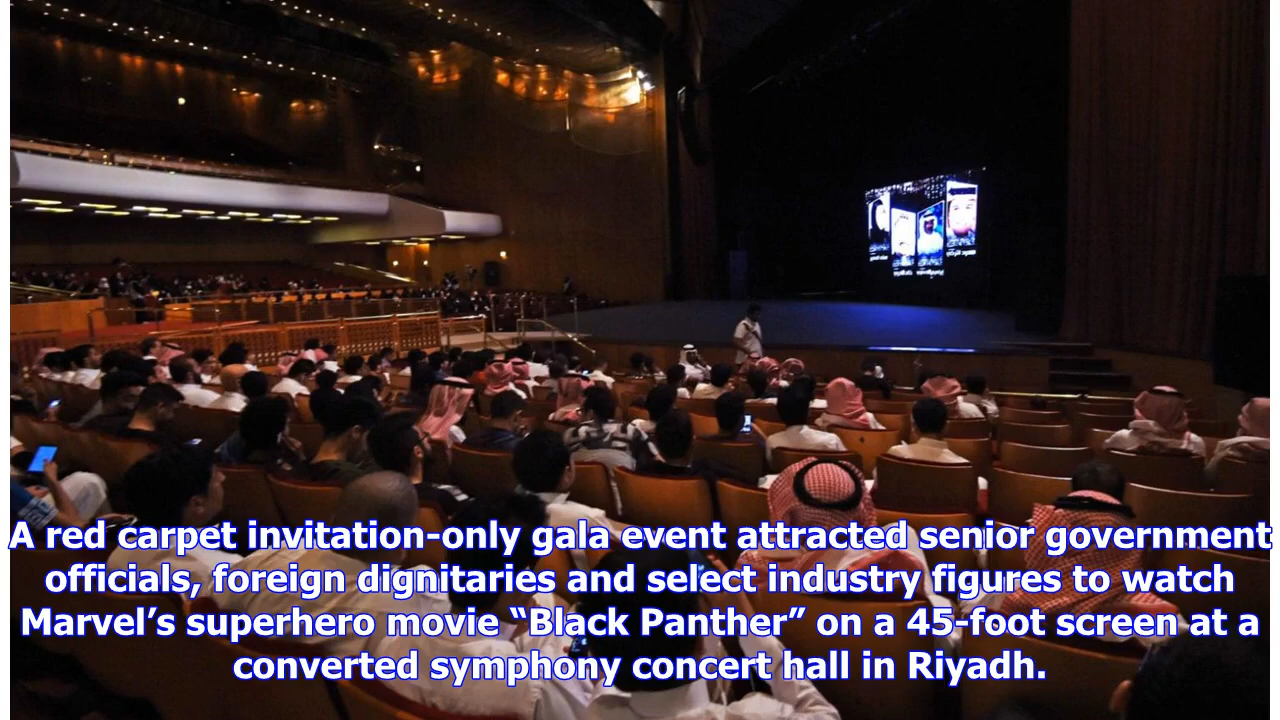 A red carpet invitation-only gala event attracted senior government
officials, foreign dignitaries and select industry figures to watch
Marvel’s superhero movie “Black Panther” on a 45-foot screen at a
converted symphony concert hall in Riyadh.